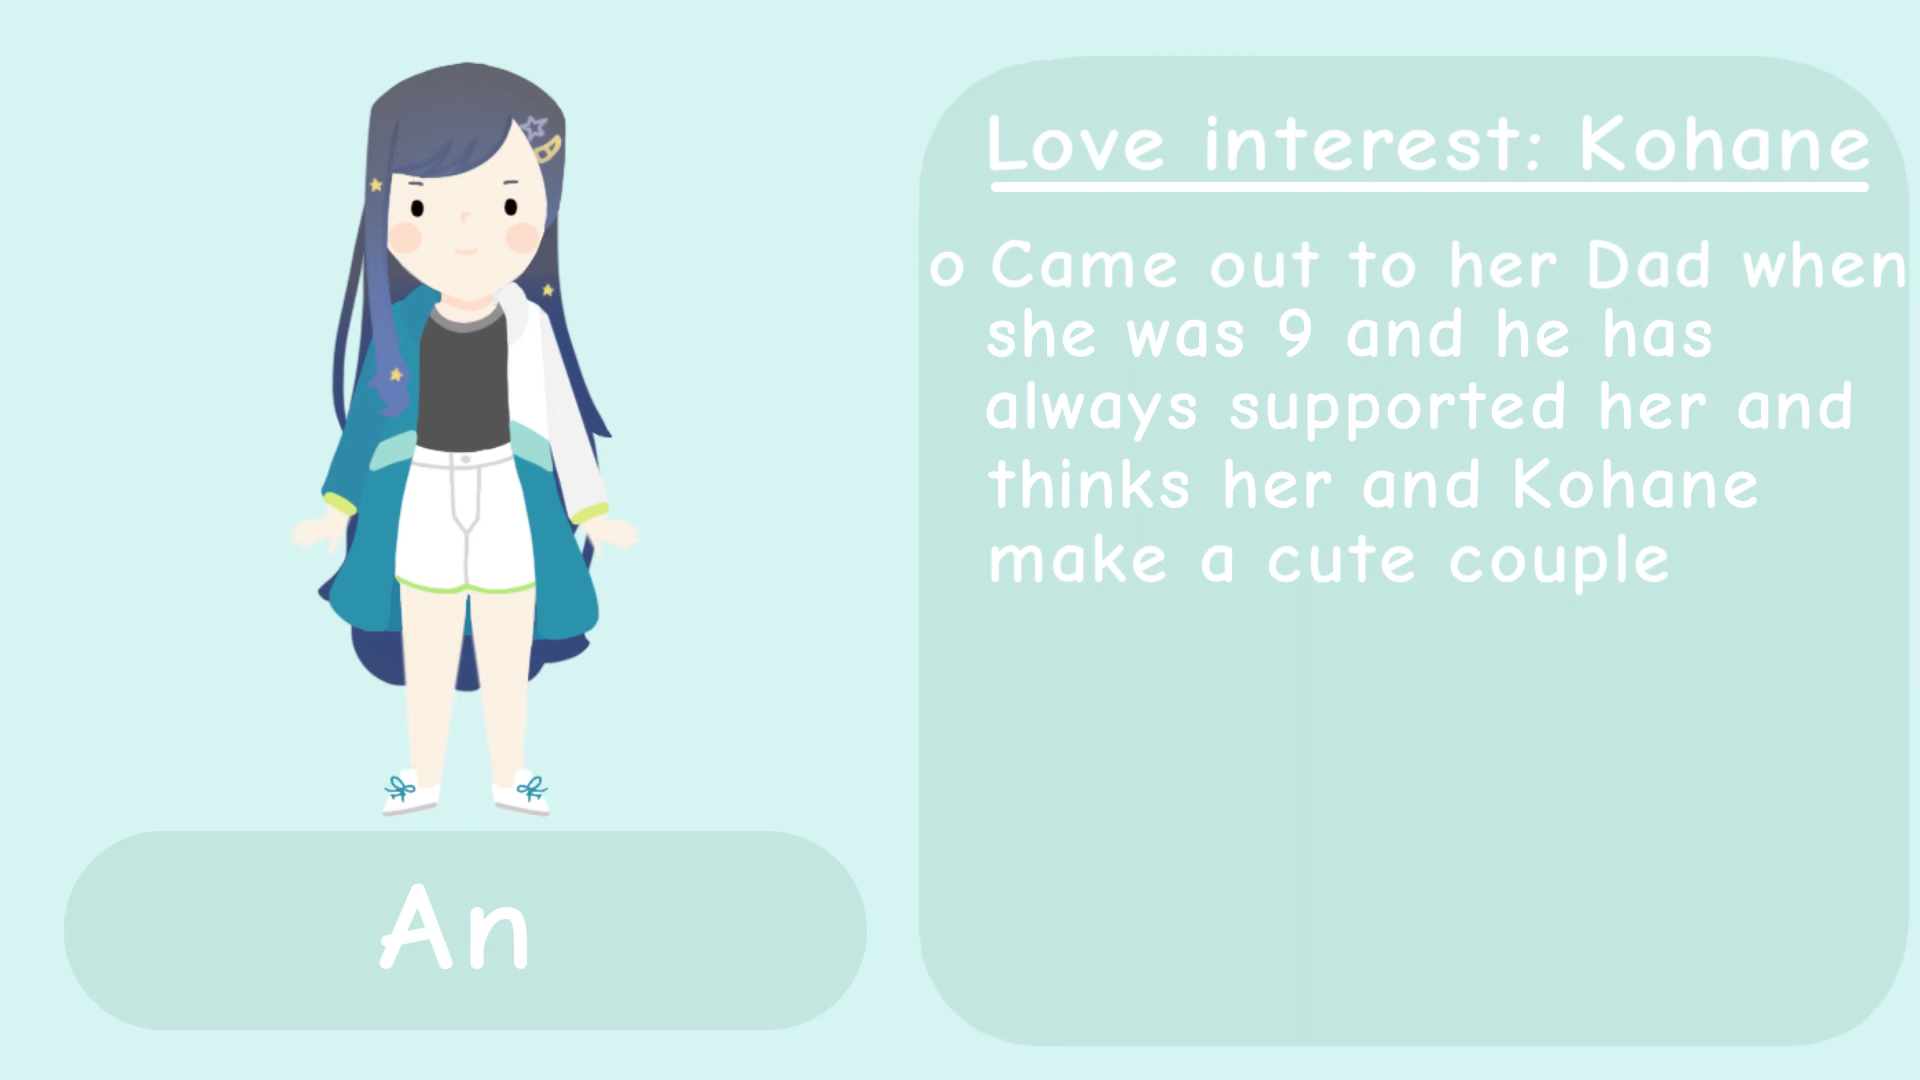 Love interest: Kohane
o Came out to her Dad when
she was 9 and he has
always supported her and
thinks her and Kohane
make a cute couple
An